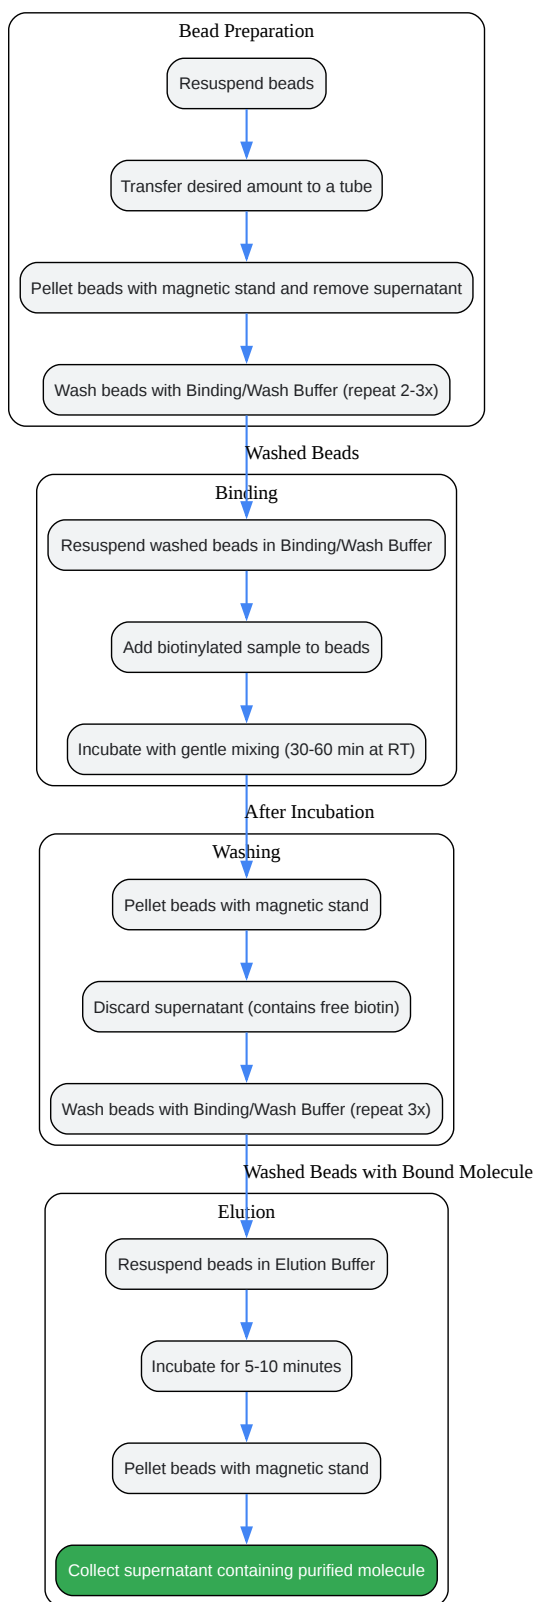 Bead Preparation
Resuspend beads
Transfer desired amount to a tube
Pellet beads with magnetic stand and remove supernatant
Wash beads with Binding/Wash Buffer (repeat 2-3x)
Washed Beads
Binding
Resuspend washed beads in Binding/Wash Buffer
Add biotinylated sample to beads
Incubate with gentle mixing (30-60 min at RT)
After Incubation
Washing
Pellet beads with magnetic stand
Discard supernatant (contains free biotin)
Wash beads with Binding/Wash Buffer (repeat 3x)
Washed Beads with Bound Molecule
Elution
Resuspend beads in Elution Buffer
Incubate for 5-10 minutes
Pellet beads with magnetic stand
Collect supernatant containing purified molecule